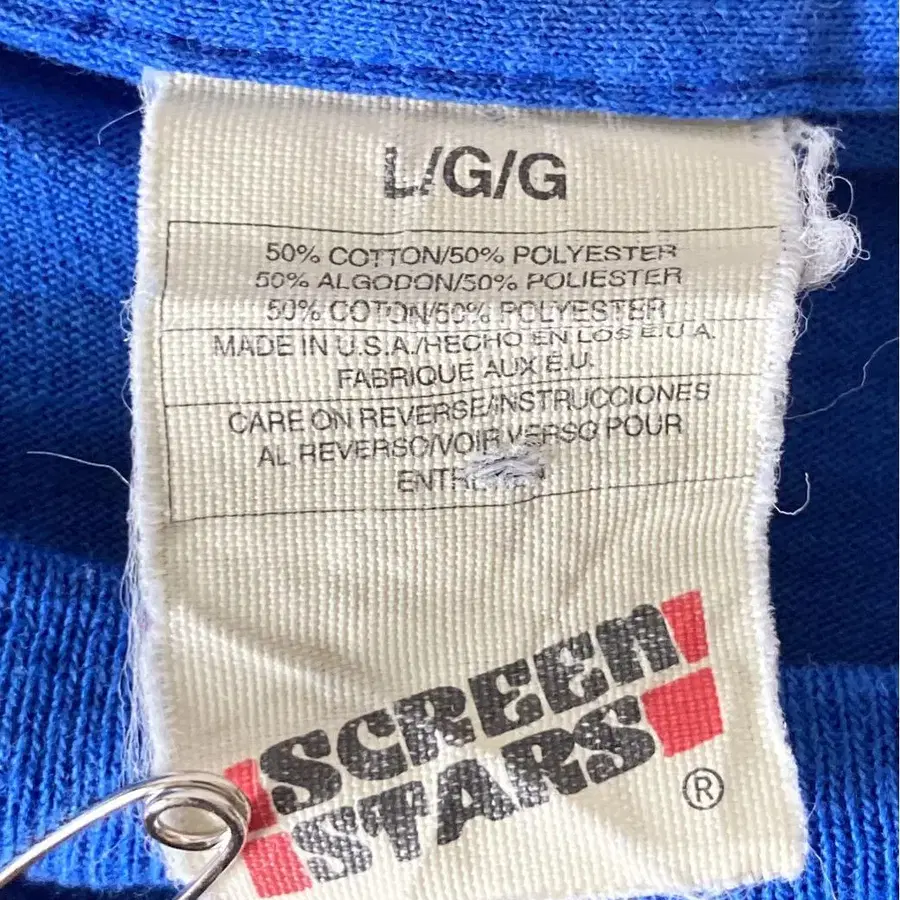 L/G/G
50% COTTON/50% POLYESTER
50% ALGODON/50% POLIESTER
50% COTON/50% POLYESTER
MADE IN U.S.A./HECHO EN LOS E.U.A.
FABRIQUE AUX É.U.
CARE ON REVERSE/INSTRUCCIONES
AL REVERSO/VOIR VERSO POUR
SCREEN
STARS
®